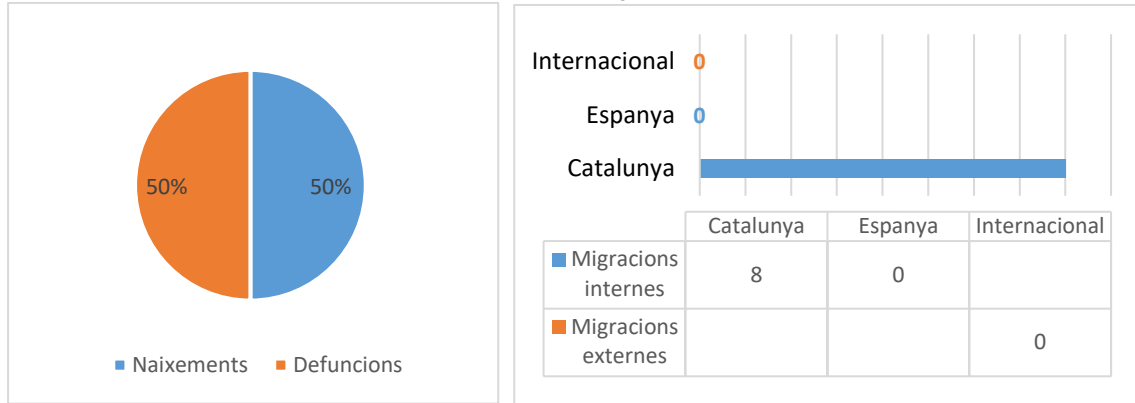 50%
50%
Naixements
Defuncions
Internacional
0
Espanya
0
Catalunya
Catalunya
Espanya
Internacional
Migracions
internes
8
0
Migracions
externes
0